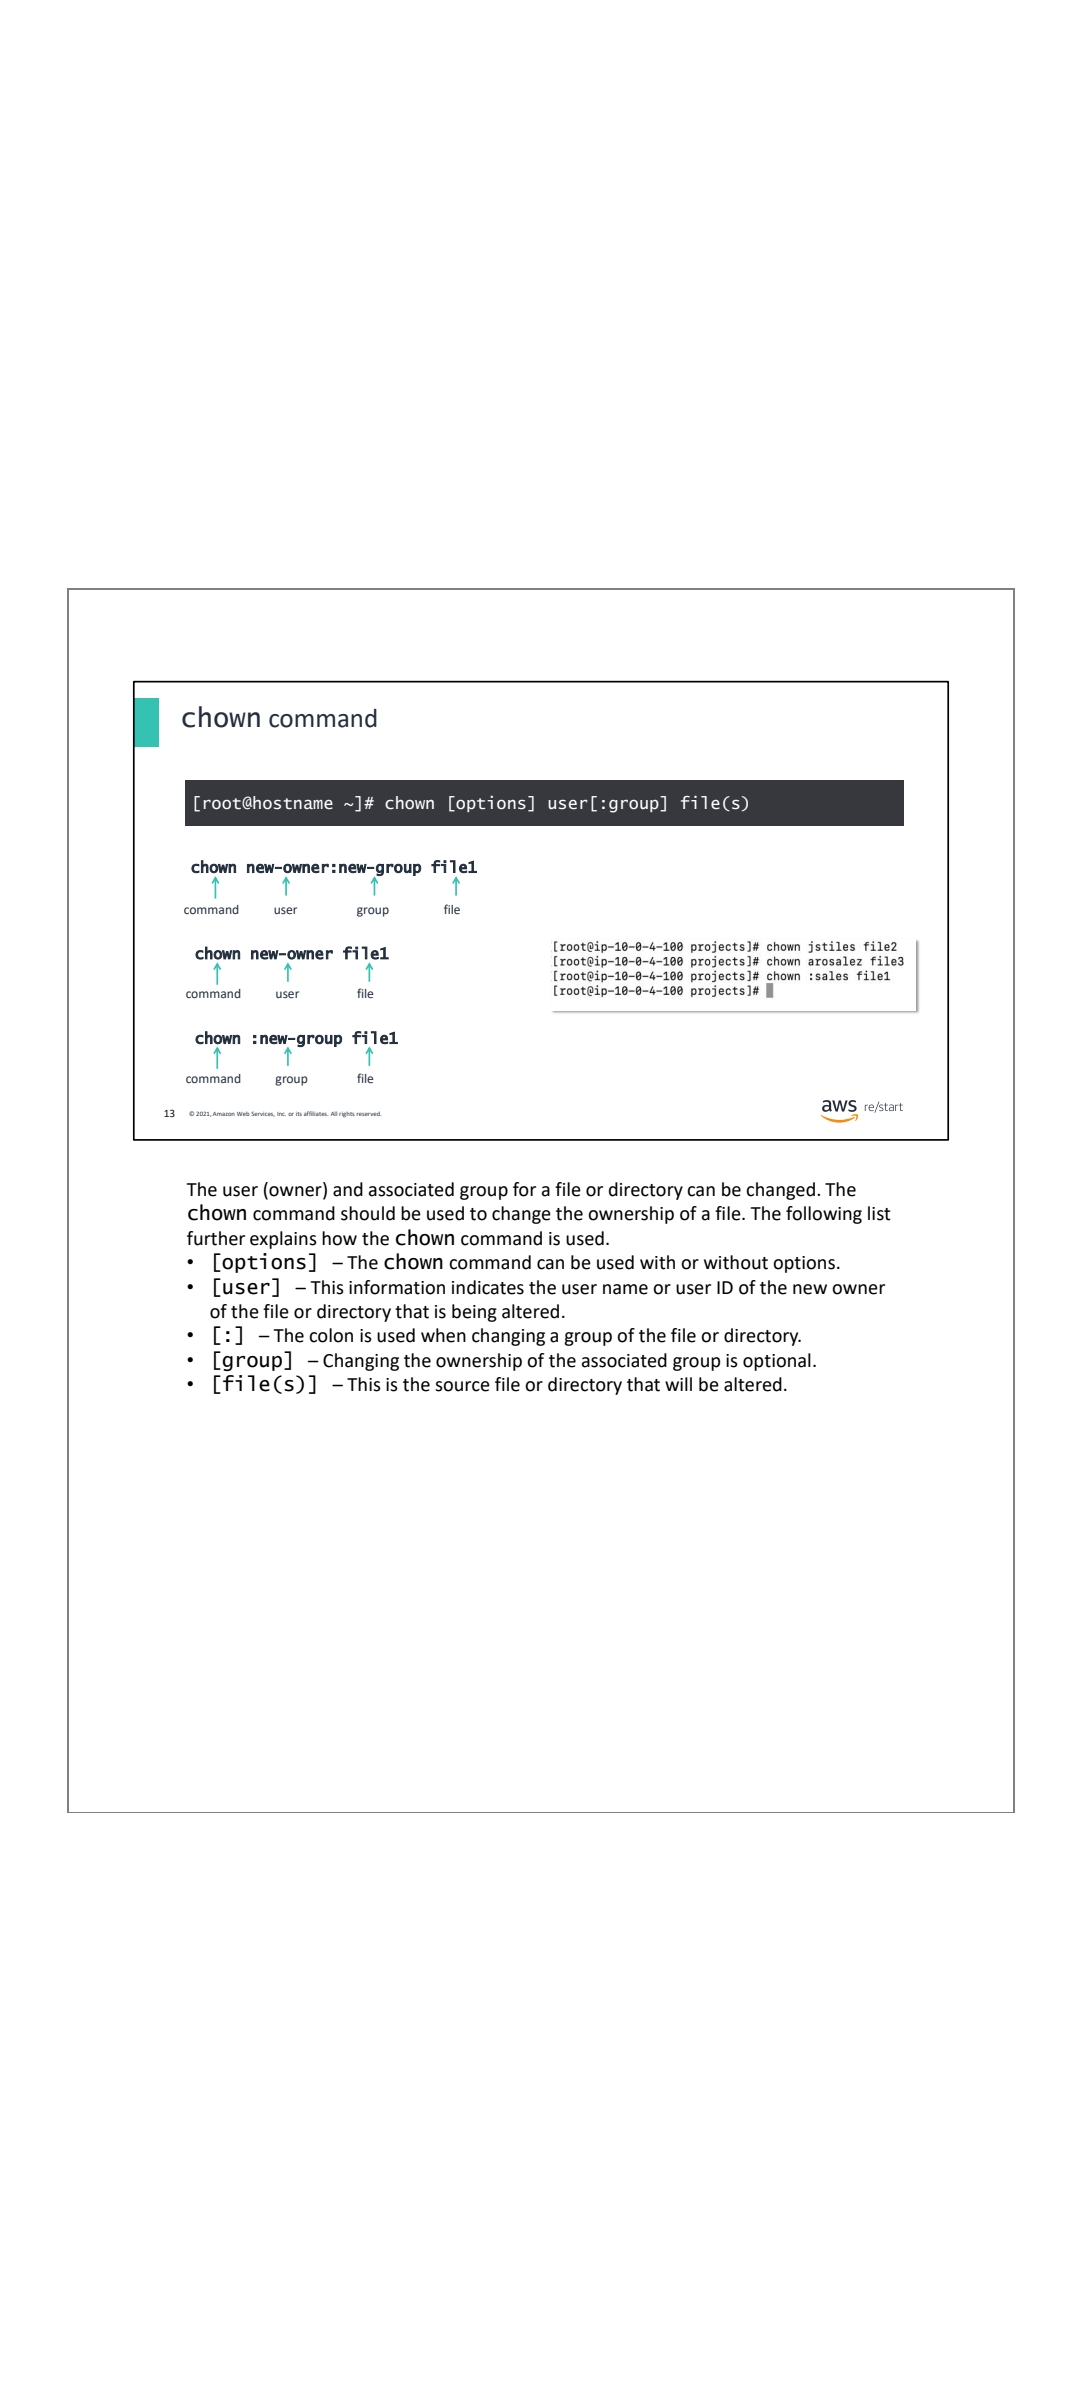 chown command
[root@hostname ~]# chown [options] user[:group] file(s)
chown new-owner:new-group file1
command user group file
chown new-owner file1
command user file
chown :new-group file1
command group file
[root@ip-10-0-4-100 projects]# chown jstiles file2
[root@ip-10-0-4-100 projects]# chown arosalez file3
[root@ip-10-0-4-100 projects]# chown :sales file1
[root@ip-10-0-4-100 projects]#
13 © 2021, Amazon Web Services, Inc. or its affiliates. All rights reserved.
aws re/start
The user (owner) and associated group for a file or directory can be changed. The
chown command should be used to change the ownership of a file. The following list
further explains how the chown command is used.
• [options] – The chown command can be used with or without options.
• [user] – This information indicates the user name or user ID of the new owner
of the file or directory that is being altered.
• [:] – The colon is used when changing a group of the file or directory.
• [group] – Changing the ownership of the associated group is optional.
• [file(s)] – This is the source file or directory that will be altered.